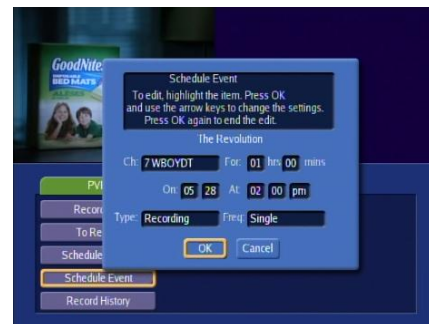 GoodNite
DISPOSABLE
BED MATS
Schedule Event
To edit, highlight the item. Press OK
and use the arrow keys to change the settings.
Press OK again to end the edit.
The Revolution
Ch: 7 WBOYDT For: 01 hrs 00 mins
On: 05 28 At: 02 00 pm
Type: Recording Freq: Single
OK Cancel
PV
Recor
To Re
Schedule
Schedule Event
Record History